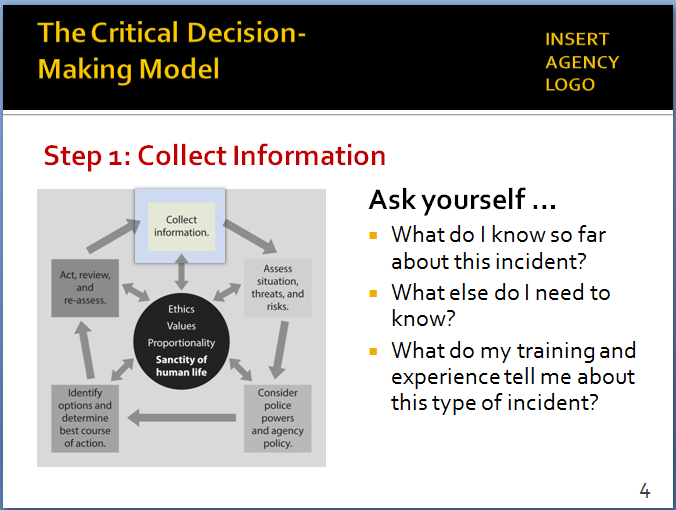 The Critical Decision-
Making Model
INSERT
AGENCY
LOGO
Step 1: Collect Information
Collect
information.
Assess
situation,
threats, and
risks.
Consider
police
powers
and agency
policy.
Identify
options and
determine
best course
of action.
Act, review,
and
re-assess.
Ethics
Values
Proportionality
Sanctity of
human life
Ask yourself ...
What do I know so far
about this incident?
What else do I need to
know?
What do my training and
experience tell me about
this type of incident?
4